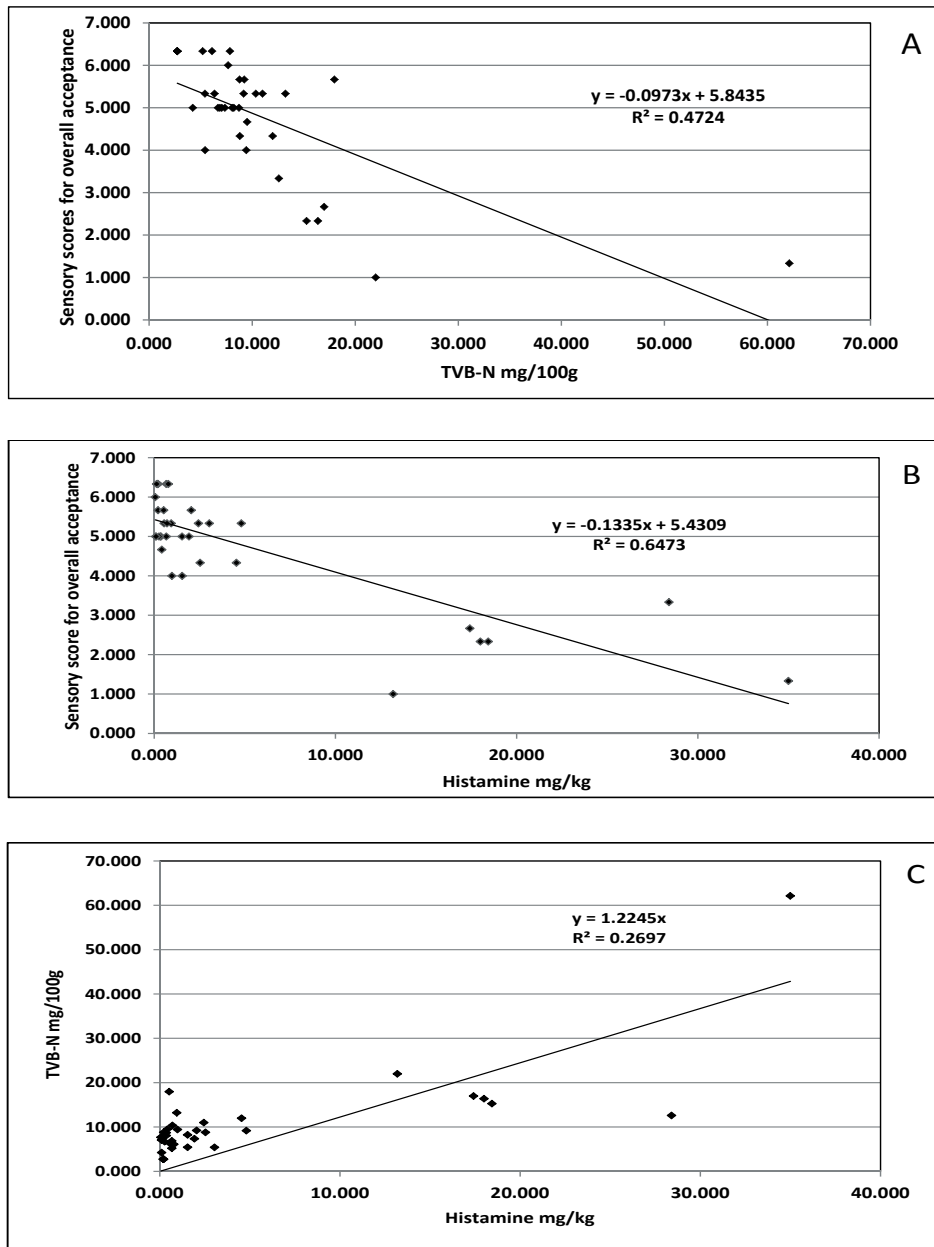 A
7.000
6.000
5.000
4.000
3.000
2.000
1.000
0.000
Sensory scores for overall acceptance
y = -0.0973x + 5.8435
R² = 0.4724
0.000 10.000 20.000 30.000 40.000 50.000 60.000 70.000
TVB-N mg/100g
B
7.000
6.000
5.000
4.000
3.000
2.000
1.000
0.000
Sensory score for overall acceptance
y = -0.1335x + 5.4309
R² = 0.6473
0.000 10.000 20.000 30.000 40.000
Histamine mg/kg
C
70.000
60.000
50.000
40.000
30.000
20.000
10.000
0.000
TVB-N mg/100g
y = 1.2245x
R² = 0.2697
0.000 10.000 20.000 30.000 40.000
Histamine mg/kg